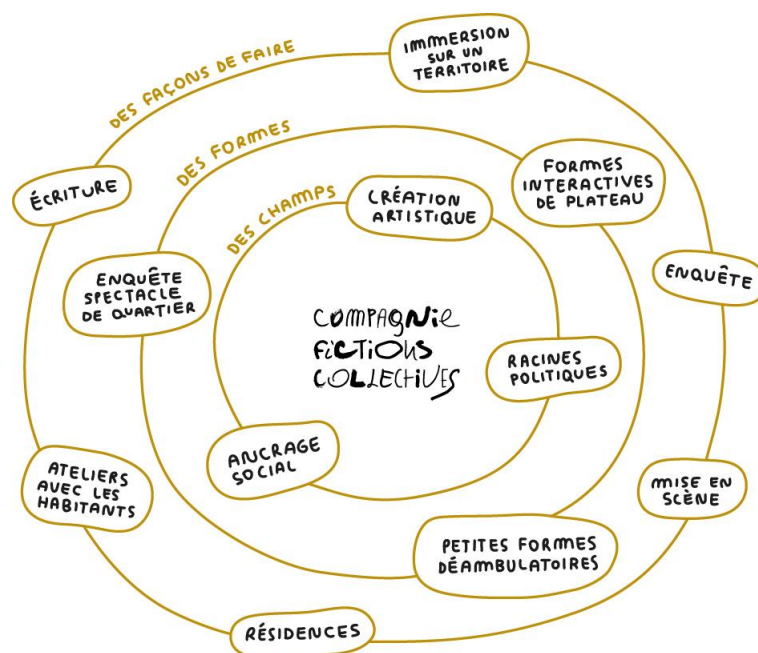 IMMERSION
SUR UN
TERRITOIRE
DES FAÇONS DE FAIRE
DES FORMES
FORMES
INTERACTIVES
DE PLATEAU
ÉCRITURE
DES CHAMPS
CRÉATION
ARTISTIQUE
ENQUÊTE
SPECTACLE
DE QUARTIER
ENQUÊTE
COMPAGNIE
FICTIONS
COLLECTIVES
RACINES
POLITIQUES
ANCRAGE
SOCIAL
ATELIERS
AVEC LES
HABITANTS
MISE EN
SCÈNE
PETITES FORMES
DÉAMBULATOIRES
RÉSIDENCES